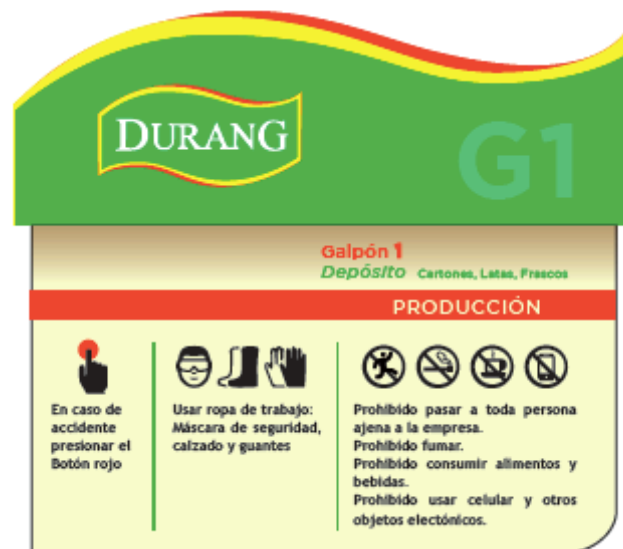 DURANG
G1
Galpón 1
Depósito Cartones, Latas, Frascos
PRODUCCIÓN
En caso de
accidente
presionar el
Botón rojo
Usar ropa de trabajo:
Máscara de seguridad,
calzado y guantes
Prohibido pasar a toda persona
ajena a la empresa.
Prohibido fumar.
Prohibido consumir alimentos y
bebidas.
Prohibido usar celular y otros
objetos electónicos.